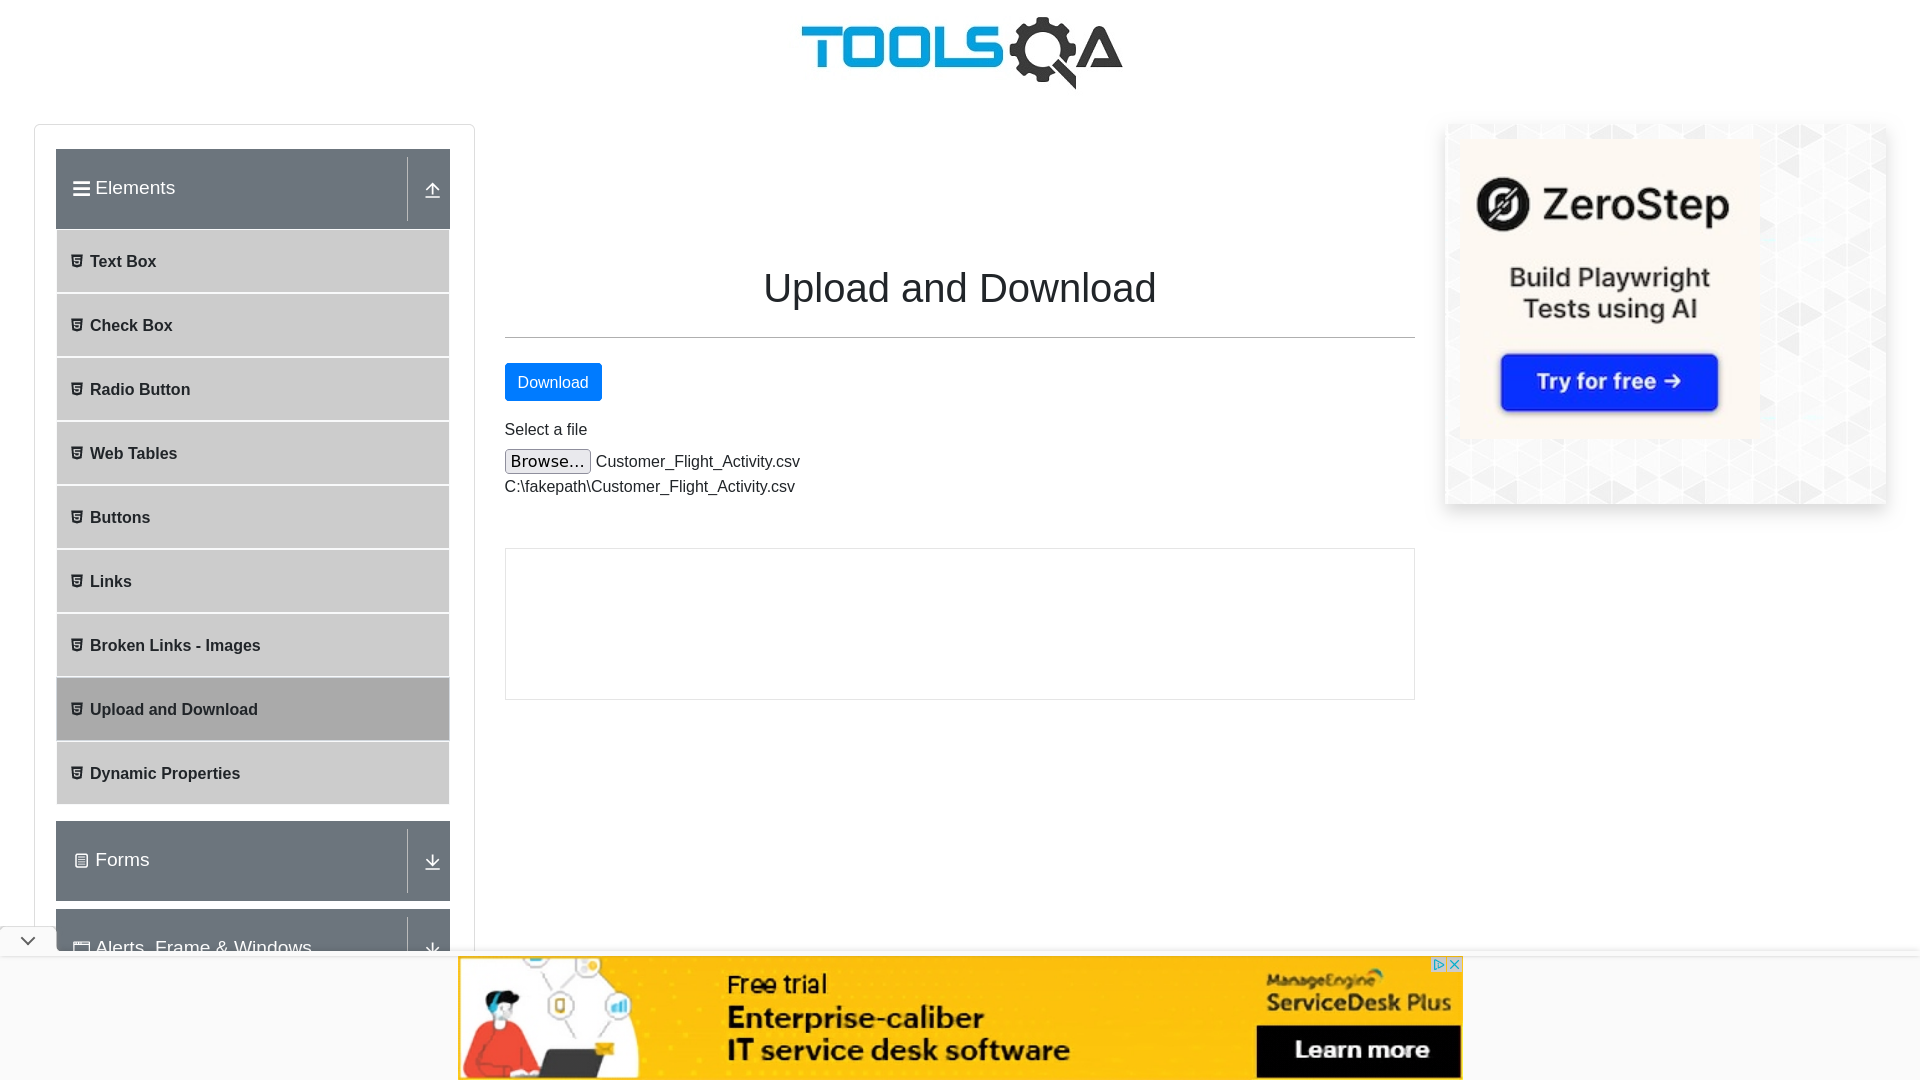 TOOLSQA
Elements
Text Box
Check Box
Radio Button
Web Tables
Buttons
Links
Broken Links - Images
Upload and Download
Dynamic Properties
Forms
Alerts, Frame & Windows
Upload and Download
Download
Select a file
Browse... Customer_Flight_Activity.csv
C:\fakepath\Customer_Flight_Activity.csv
ZeroStep
Build Playwright
Tests using AI
Try for free →
Free trial
Enterprise-caliber
IT service desk software
ManageEngine
ServiceDesk Plus
Learn more